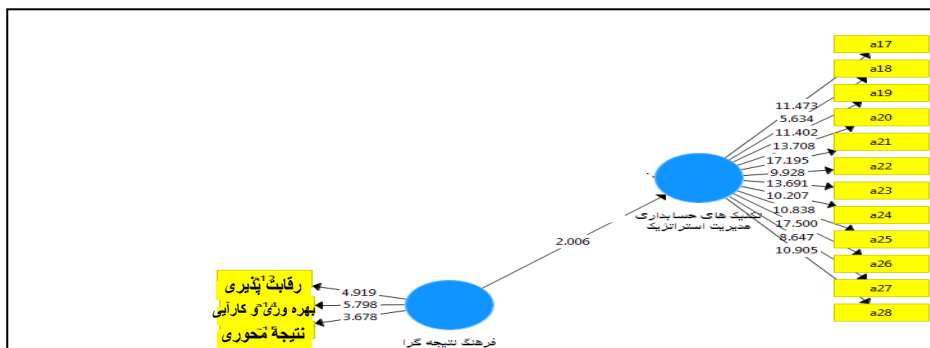 a17
a18
a19
a20
a21
a22
a23
a24
a25
a26
a27
a28
11.473
5.634
11.402
13.708
17.195
9.928
13.691
10.207
10.838
17.500
8.647
10.905
تکنیک های حسابداری
مدیریت استراتژیک
2.006
رقابت پذیری
بهره وری و کارآیی
نتیجه محوری
4.919
5.798
3.678
فرهنگ نتیجه گرا